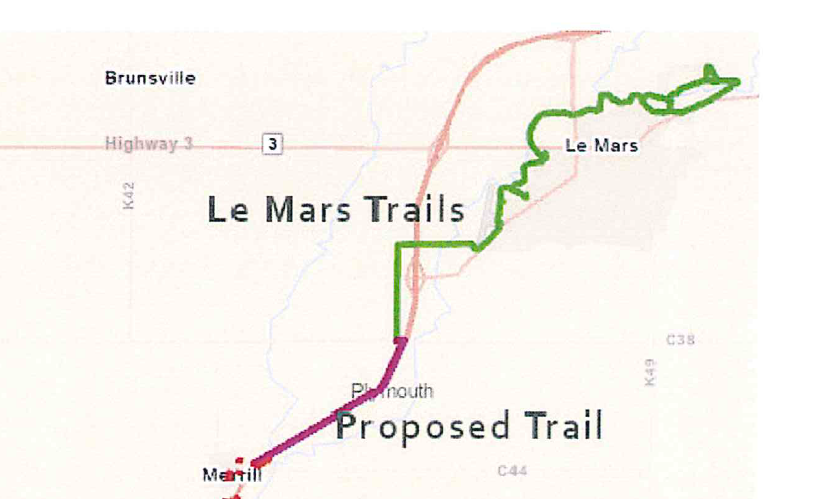 Brunsville
Highway 3
3
Le Mars
K42
Le Mars Trails
C38
K49
Plymouth
Proposed Trail
Merrill
C44